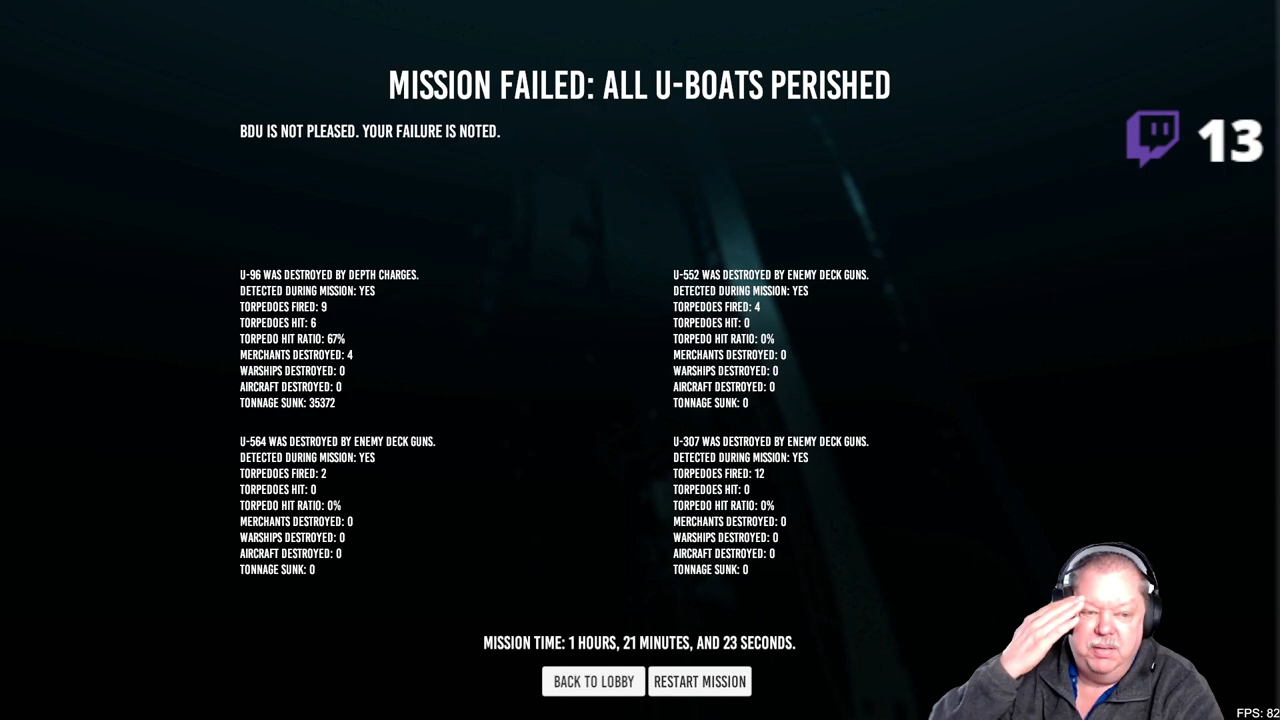 MISSION FAILED: ALL U-BOATS PERISHED
BDU IS NOT PLEASED. YOUR FAILURE IS NOTED.
13
U-96 WAS DESTROYED BY DEPTH CHARGES.
DETECTED DURING MISSION: YES
TORPEDOES FIRED: 9
TORPEDOES HIT: 6
TORPEDO HIT RATIO: 67%
MERCHANTS DESTROYED: 4
WARSHIPS DESTROYED: 0
AIRCRAFT DESTROYED: 0
TONNAGE SUNK: 35372
U-552 WAS DESTROYED BY ENEMY DECK GUNS.
DETECTED DURING MISSION: YES
TORPEDOES FIRED: 4
TORPEDOES HIT: 0
TORPEDO HIT RATIO: 0%
MERCHANTS DESTROYED: 0
WARSHIPS DESTROYED: 0
AIRCRAFT DESTROYED: 0
TONNAGE SUNK: 0
U-564 WAS DESTROYED BY ENEMY DECK GUNS.
DETECTED DURING MISSION: YES
TORPEDOES FIRED: 2
TORPEDOES HIT: 0
TORPEDO HIT RATIO: 0%
MERCHANTS DESTROYED: 0
WARSHIPS DESTROYED: 0
AIRCRAFT DESTROYED: 0
TONNAGE SUNK: 0
U-307 WAS DESTROYED BY ENEMY DECK GUNS.
DETECTED DURING MISSION: YES
TORPEDOES FIRED: 12
TORPEDOES HIT: 0
TORPEDO HIT RATIO: 0%
MERCHANTS DESTROYED: 0
WARSHIPS DESTROYED: 0
AIRCRAFT DESTROYED: 0
TONNAGE SUNK: 0
MISSION TIME: 1 HOURS, 21 MINUTES, AND 23 SECONDS.
BACK TO LOBBY
RESTART MISSION
FPS: 82